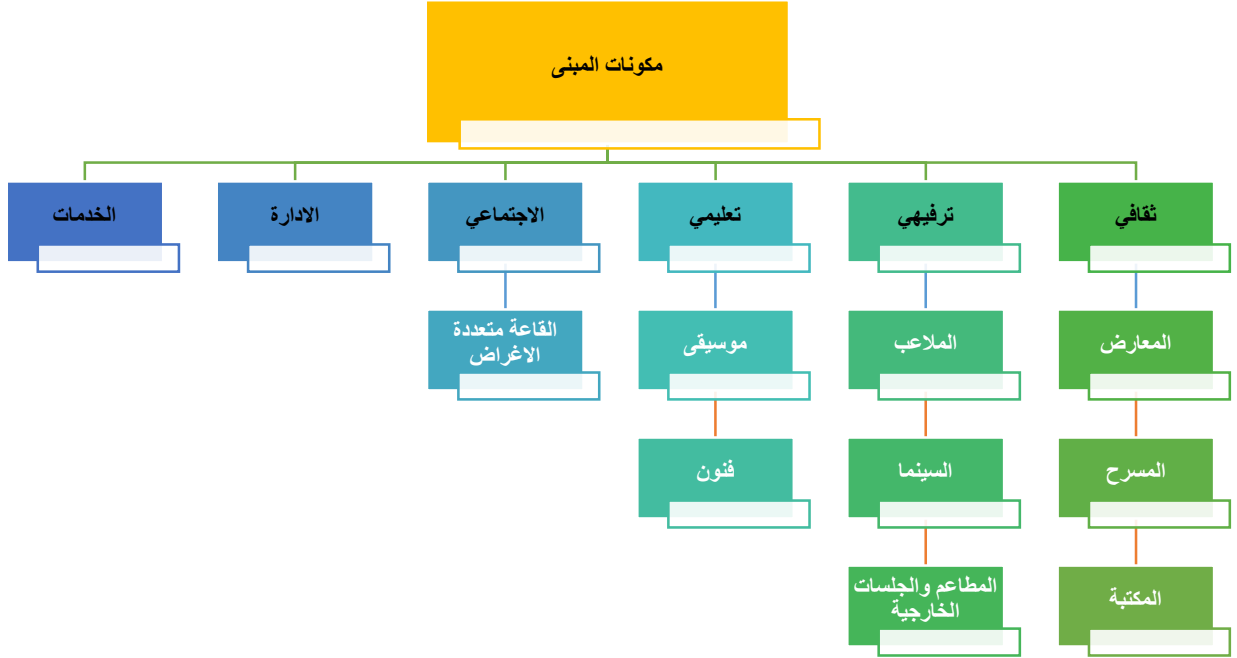 مكونات المبنى
ثقافي
ترفيهي
تعليمي
الاجتماعي
الادارة
الخدمات
المعارض
الملاعب
موسيقى
القاعة متعددة
الاغراض
المسرح
السينما
فنون
المكتبة
المطاعم والجلسات
الخارجية